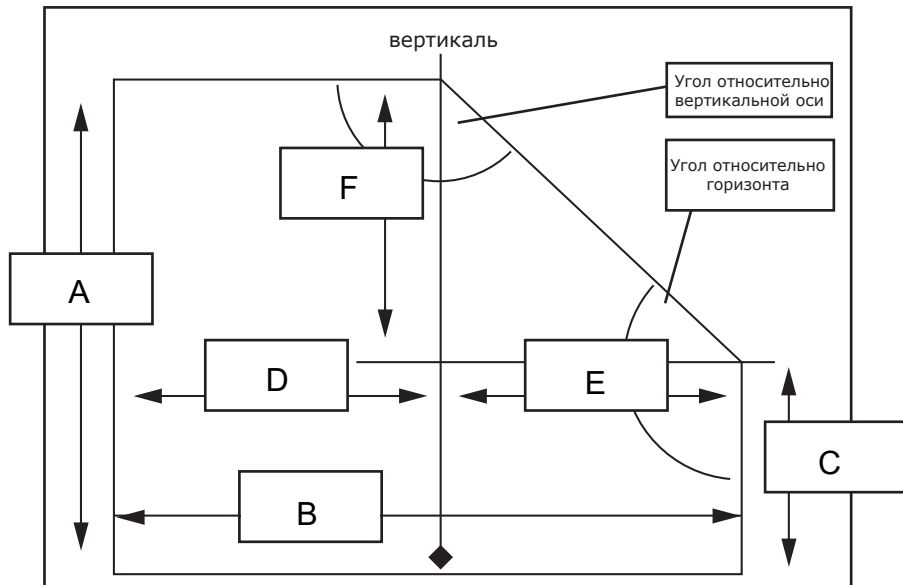 вертикаль
Угол относительно
вертикальной оси
Угол относительно
горизонта
F
A
D
E
C
B